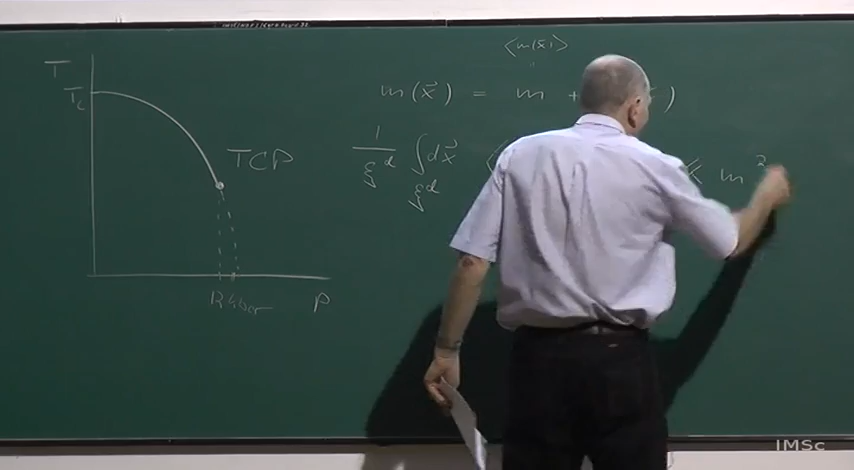 ⟨m(x⃗)⟩
T
T_c
m(x⃗) = m + )
TCP
1/ξ^d ∫_{ξ^d} dx⃗ ⟨ ≪ m²
P
IMSc